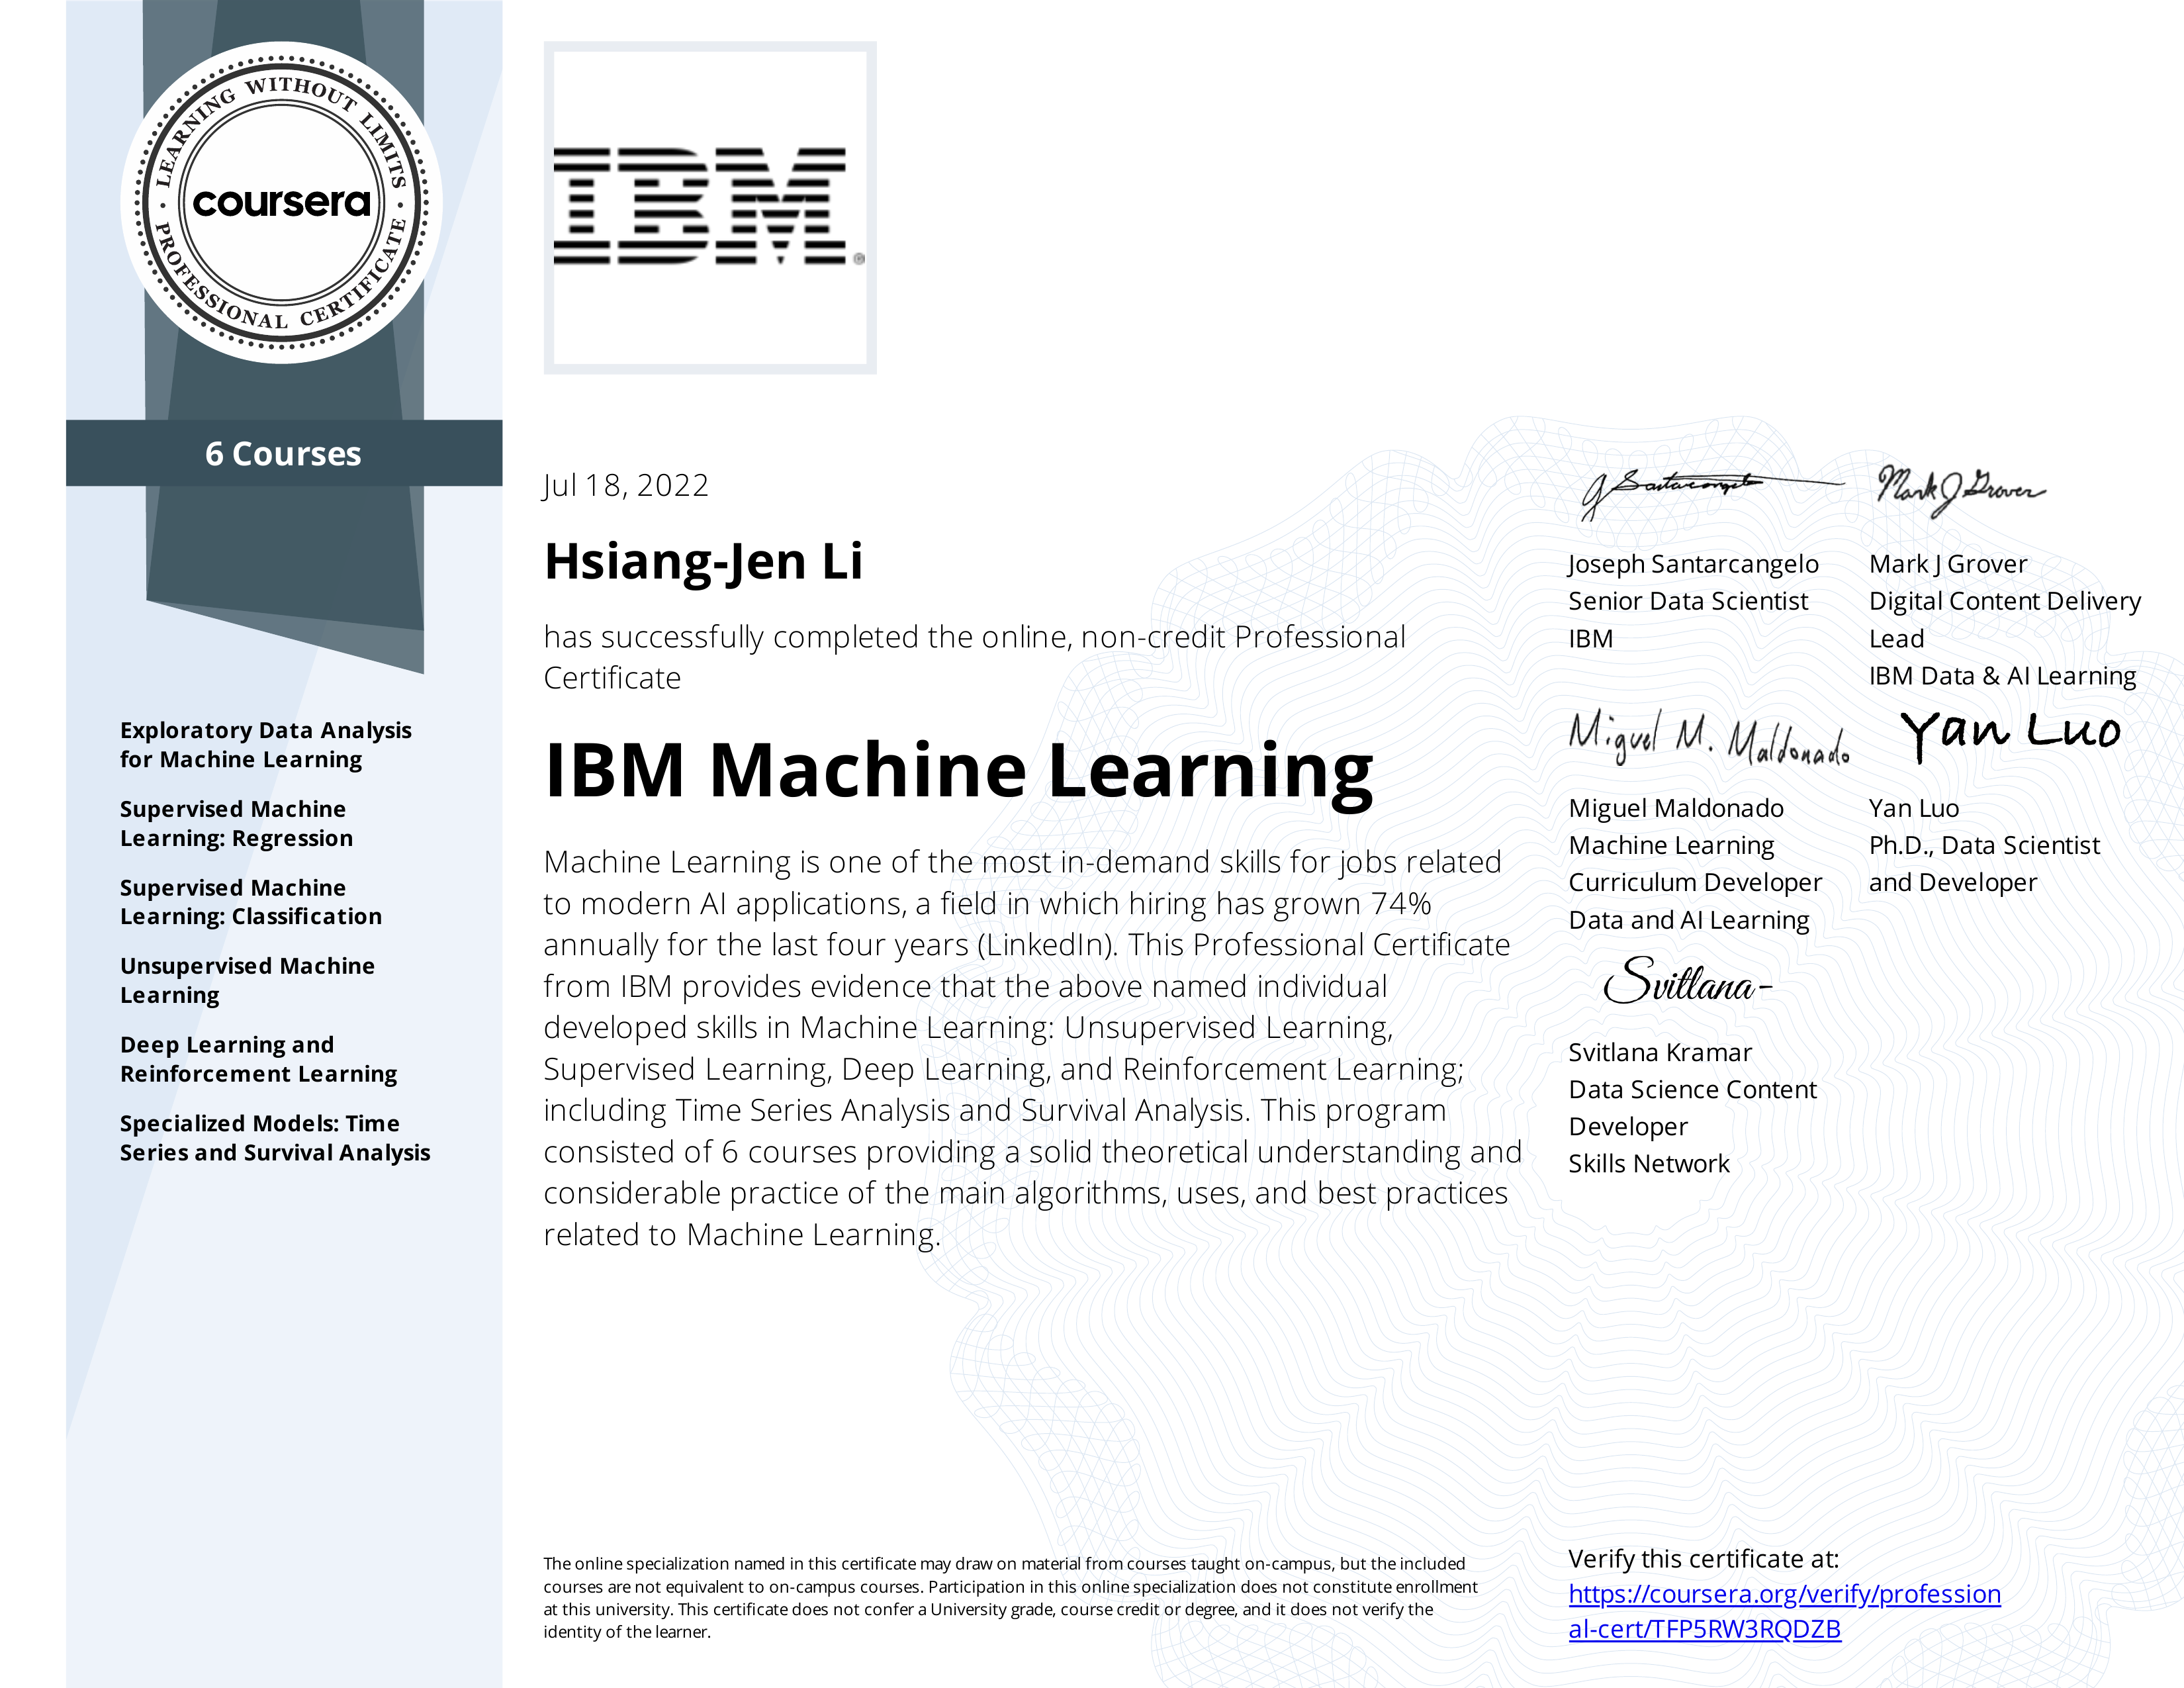 LEARNING WITHOUT LIMITS
coursera
PROFESSIONAL CERTIFICATE
6 Courses
Exploratory Data Analysis
for Machine Learning
Supervised Machine
Learning: Regression
Supervised Machine
Learning: Classification
Unsupervised Machine
Learning
Deep Learning and
Reinforcement Learning
Specialized Models: Time
Series and Survival Analysis
IBM®
Jul 18, 2022
Hsiang-Jen Li
has successfully completed the online, non-credit Professional
Certificate
IBM Machine Learning
Machine Learning is one of the most in-demand skills for jobs related
to modern AI applications, a field in which hiring has grown 74%
annually for the last four years (LinkedIn). This Professional Certificate
from IBM provides evidence that the above named individual
developed skills in Machine Learning: Unsupervised Learning,
Supervised Learning, Deep Learning, and Reinforcement Learning;
including Time Series Analysis and Survival Analysis. This program
consisted of 6 courses providing a solid theoretical understanding and
considerable practice of the main algorithms, uses, and best practices
related to Machine Learning.
J Santarcangelo
Joseph Santarcangelo
Senior Data Scientist
IBM
Mark J Grover
Mark J Grover
Digital Content Delivery
Lead
IBM Data & AI Learning
Miguel M. Maldonado
Miguel Maldonado
Machine Learning
Curriculum Developer
Data and AI Learning
Yan Luo
Yan Luo
Ph.D., Data Scientist
and Developer
Svitlana-
Svitlana Kramar
Data Science Content
Developer
Skills Network
The online specialization named in this certificate may draw on material from courses taught on-campus, but the included
courses are not equivalent to on-campus courses. Participation in this online specialization does not constitute enrollment
at this university. This certificate does not confer a University grade, course credit or degree, and it does not verify the
identity of the learner.
Verify this certificate at:
https://coursera.org/verify/profession
al-cert/TFP5RW3RQDZB